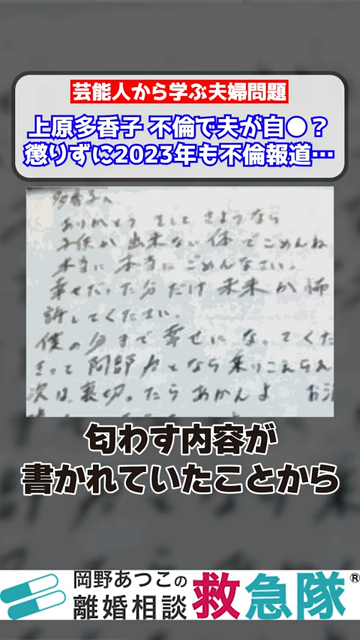 芸能人から学ぶ夫婦問題
上原多香子 不倫で夫が自●？
懲りずに2023年も不倫報道…
多香子へ
ありがとう そして さようなら
子供が出来ない体でごめんね
本当に 本当に ごめんなさい。
幸せだった分だけ未来が怖
許してください。
僕の分まで幸せになってくだ
きっと阿部力となら乗りこえられ
次は裏切ったらあかんよ お酒
匂わす内容が
書かれていたことから
岡野あつこの
離婚相談
救急隊®